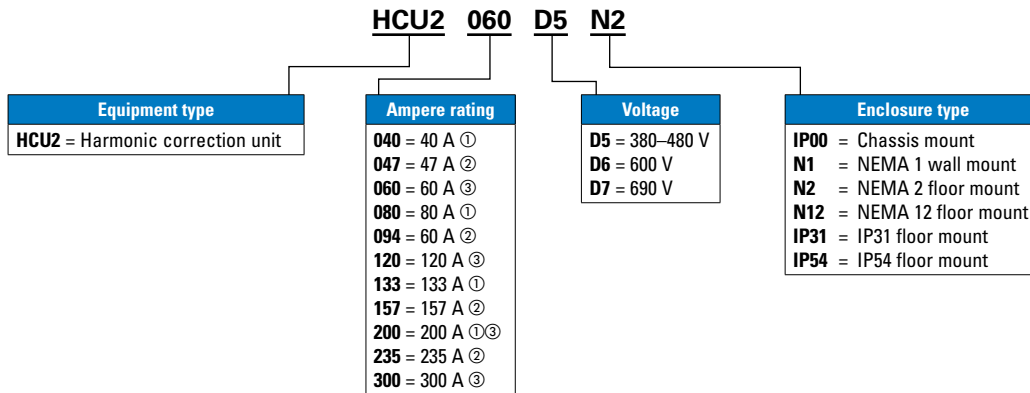 HCU2 060 D5 N2
Equipment type
HCU2 = Harmonic correction unit
Ampere rating
040 = 40 A ①
047 = 47 A ②
060 = 60 A ③
080 = 80 A ①
094 = 60 A ②
120 = 120 A ③
133 = 133 A ①
157 = 157 A ②
200 = 200 A ①③
235 = 235 A ②
300 = 300 A ③
Voltage
D5 = 380–480 V
D6 = 600 V
D7 = 690 V
Enclosure type
IP00 = Chassis mount
N1 = NEMA 1 wall mount
N2 = NEMA 2 floor mount
N12 = NEMA 12 floor mount
IP31 = IP31 floor mount
IP54 = IP54 floor mount